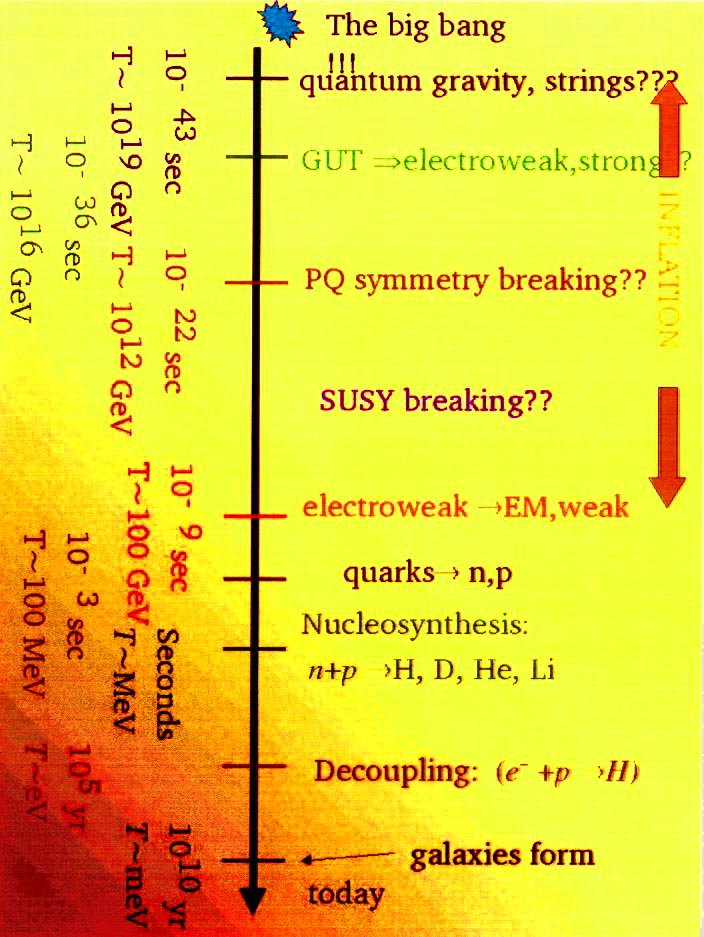 The big bang
!!!
quantum gravity, strings???
GUT ⇒electroweak,strong??
PQ symmetry breaking??
SUSY breaking??
electroweak →EM,weak
quarks→ n,p
Nucleosynthesis:
n+p →H, D, He, Li
Decoupling: (e⁻ +p →H)
galaxies form
today
INFLATION
10⁻ 43 sec
T~ 10¹⁹ GeV
10⁻ 36 sec
T~ 10¹⁶ GeV
10⁻ 22 sec
T~ 10¹² GeV
10⁻ 9 sec
T~100 GeV
10⁻ 3 sec
T~100 MeV
Seconds
T~MeV
10⁵ yr
T~eV
10¹⁰ yr
T~meV